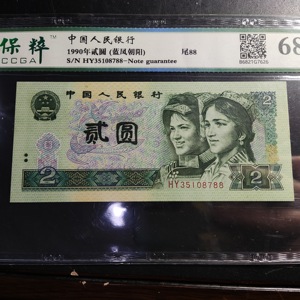 保粹
CCGA
中国人民银行
1990年贰圆 (蓝凤朝阳)
尾88
S/N HY35108788-Note guarantee
68
中国人民银行
贰圆
2
2
HY35108788